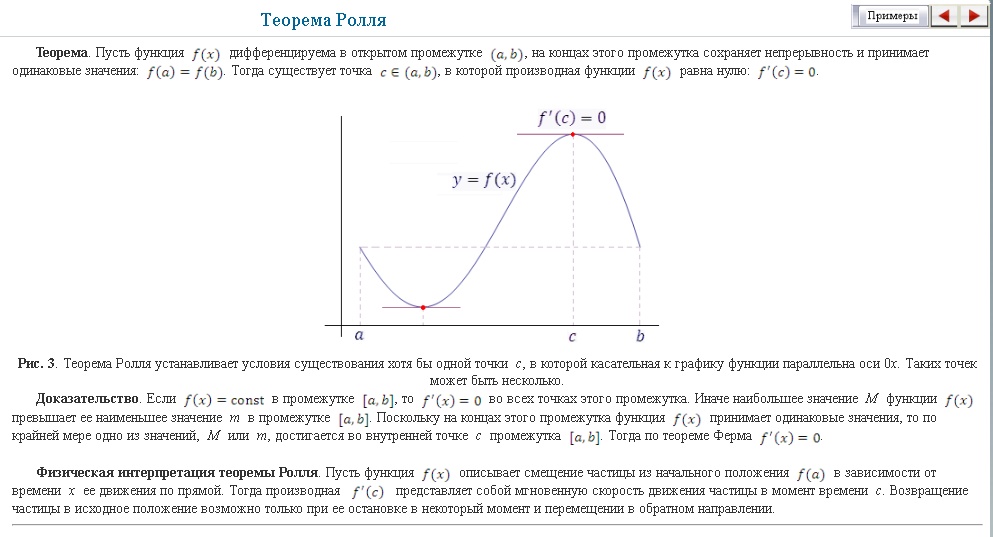 Теорема Ролля
Примеры
Теорема. Пусть функция f(x) дифференцируема в открытом промежутке (a, b), на концах этого промежутка сохраняет непрерывность и принимает
одинаковые значения: f(a) = f(b). Тогда существует точка c ∈ (a, b), в которой производная функции f(x) равна нулю: f'(c) = 0.
f'(c) = 0
y = f(x)
a c b
Рис. 3. Теорема Ролля устанавливает условия существования хотя бы одной точки c, в которой касательная к графику функции параллельна оси 0x. Таких точек
может быть несколько.
Доказательство. Если f(x) = const в промежутке [a, b], то f'(x) = 0 во всех точках этого промежутка. Иначе наибольшее значение M функции f(x)
превышает ее наименьшее значение m в промежутке [a, b]. Поскольку на концах этого промежутка функция f(x) принимает одинаковые значения, то по
крайней мере одно из значений, M или m, достигается во внутренней точке c промежутка [a, b]. Тогда по теореме Ферма f'(x) = 0.
Физическая интерпретация теоремы Ролля. Пусть функция f(x) описывает смещение частицы из начального положения f(a) в зависимости от
времени x ее движения по прямой. Тогда производная f'(c) представляет собой мгновенную скорость движения частицы в момент времени c. Возвращение
частицы в исходное положение возможно только при ее остановке в некоторый момент и перемещении в обратном направлении.